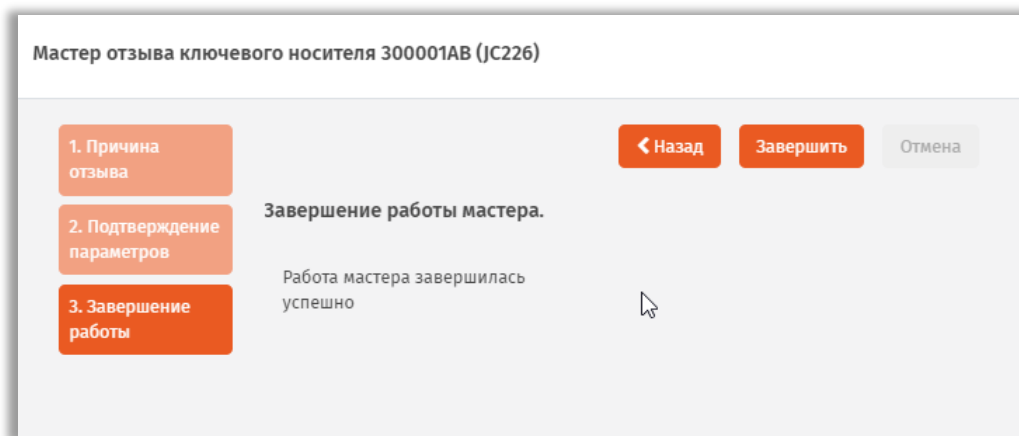 Мастер отзыва ключевого носителя 300001AB (JC226)
1. Причина
отзыва
2. Подтверждение
параметров
3. Завершение
работы
Назад
Завершить
Отмена
Завершение работы мастера.
Работа мастера завершилась
успешно